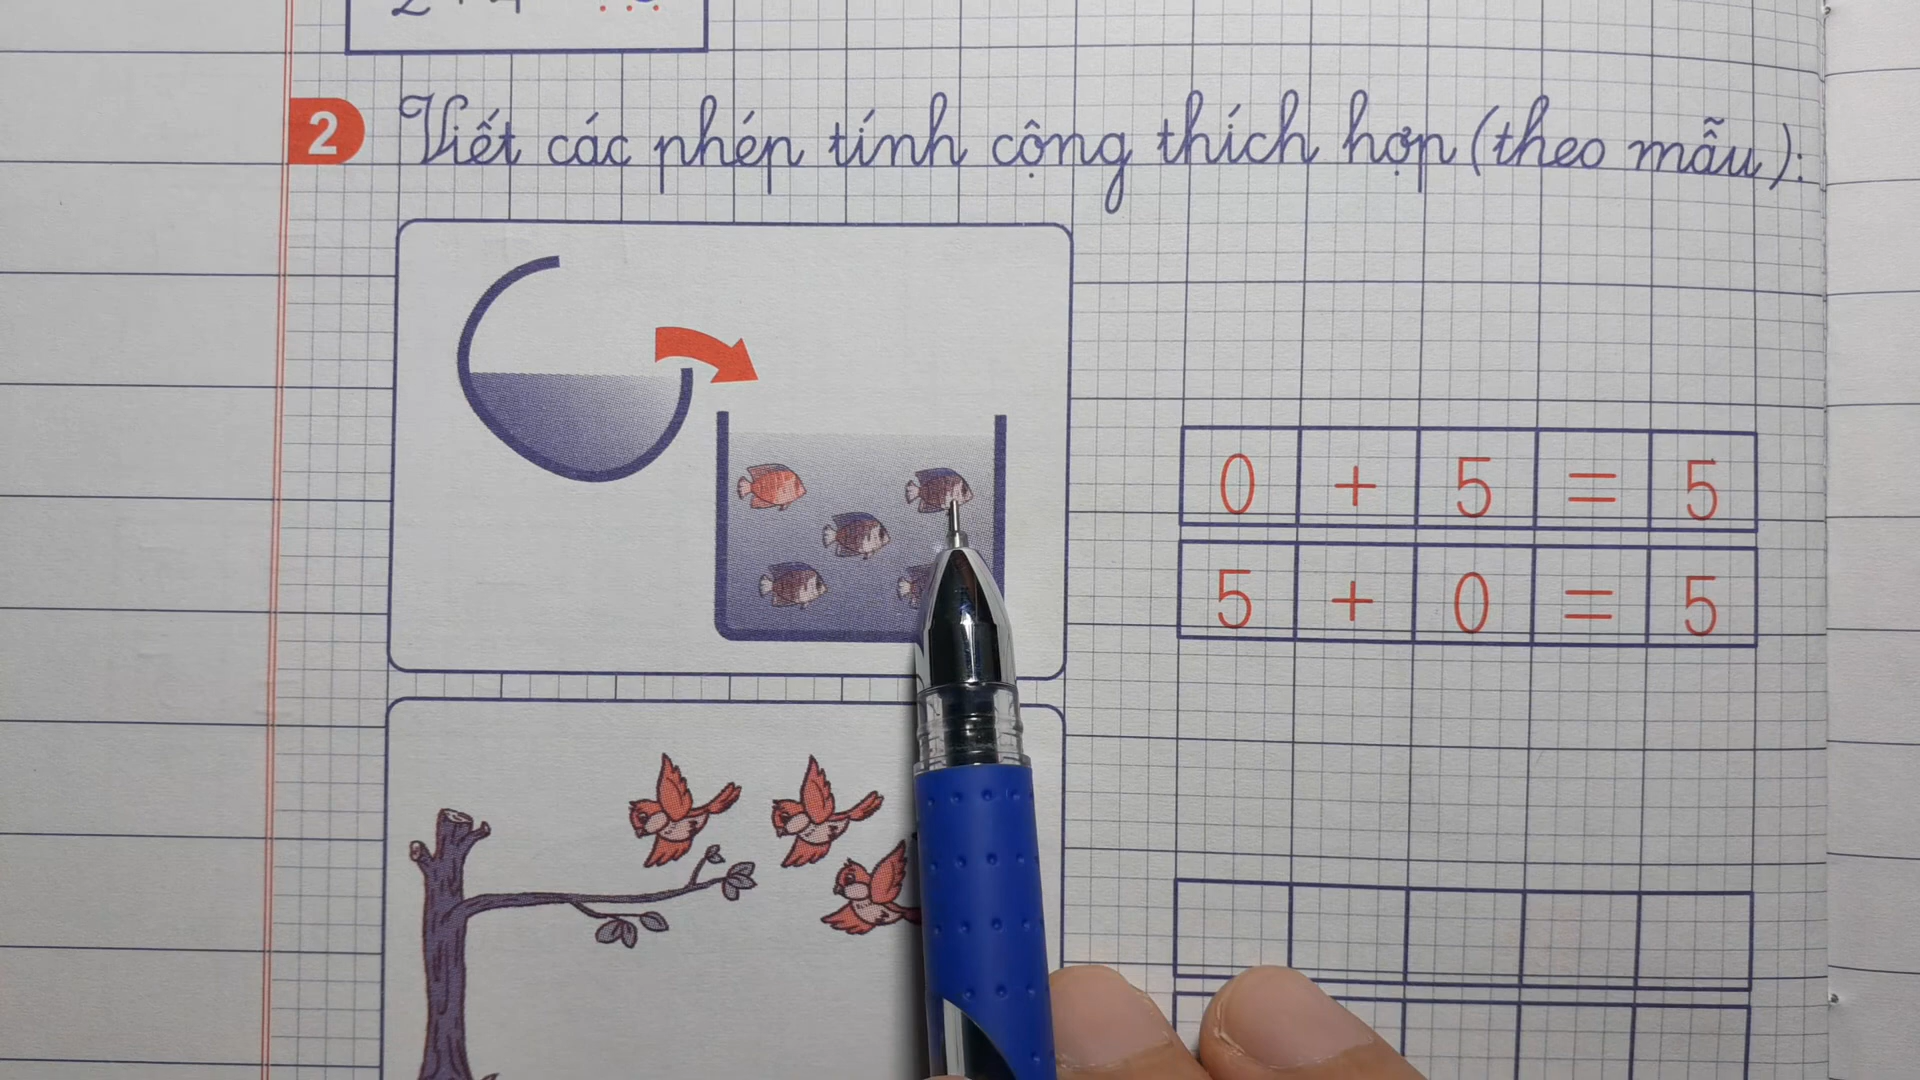 2 Viết các phép tính cộng thích hợp (theo mẫu):
0 + 5 = 5
5 + 0 = 5